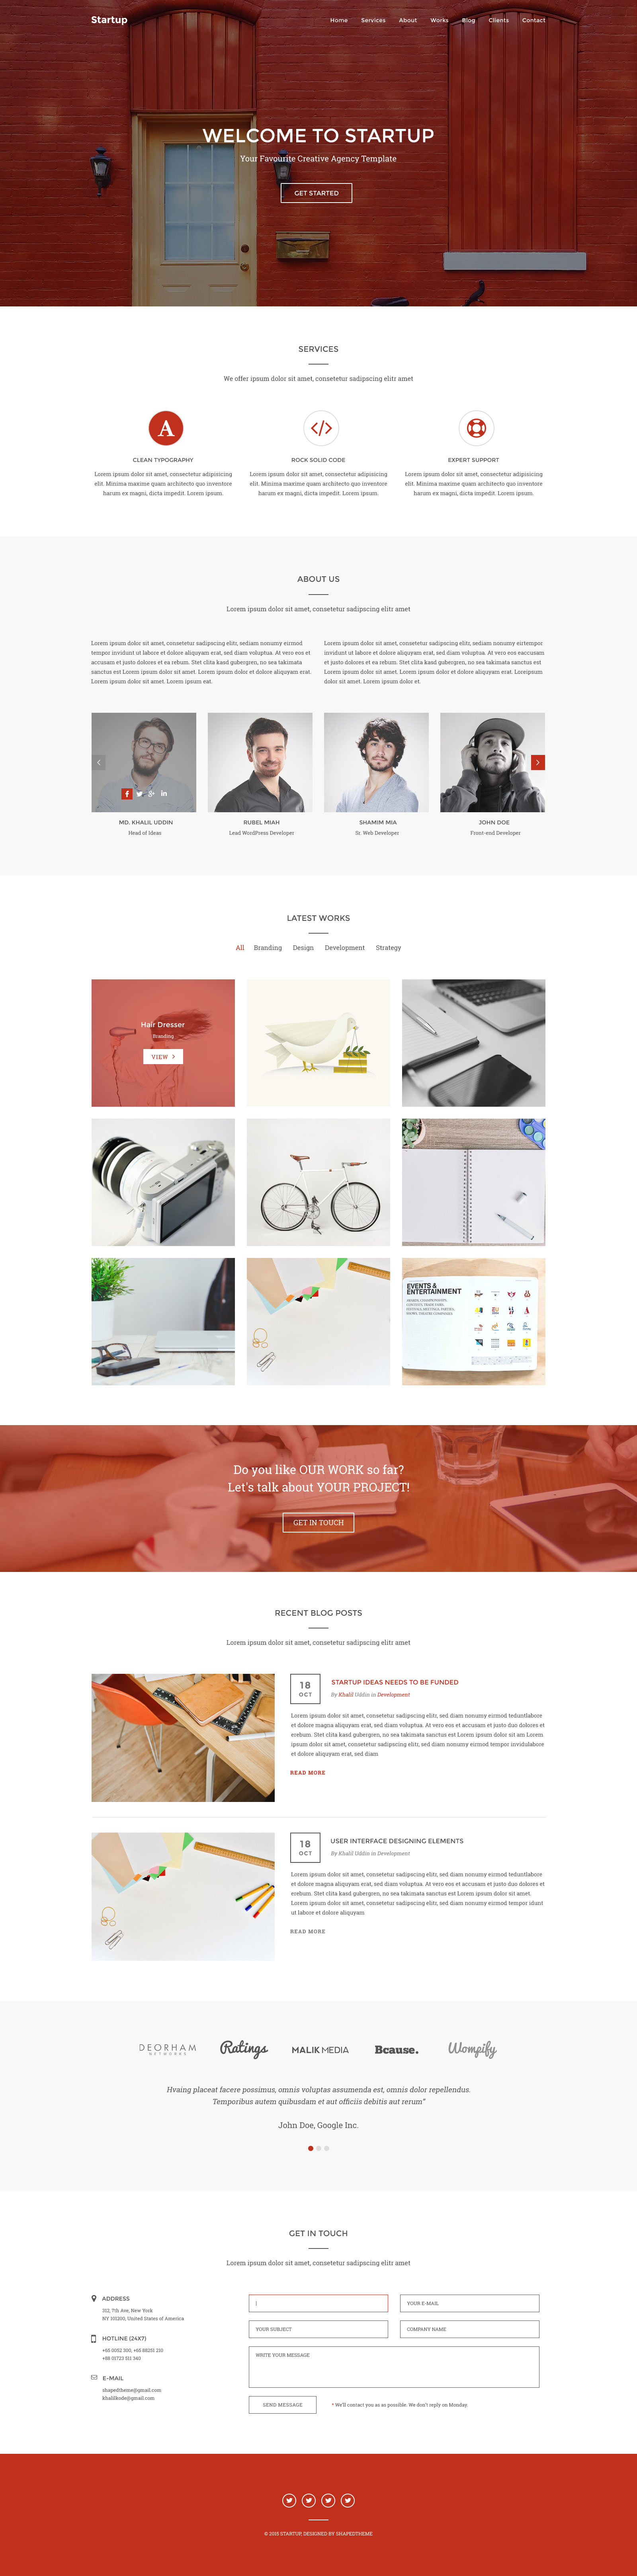 Startup
Home Services About Works Blog Clients Contact
WELCOME TO STARTUP
Your Favourite Creative Agency Template
GET STARTED
SERVICES
We offer ipsum dolor sit amet, consetetur sadipscing elitr amet
A
CLEAN TYPOGRAPHY
Lorem ipsum dolor sit amet, consectetur adipisicing
elit. Minima maxime quam architecto quo inventore
harum ex magni, dicta impedit. Lorem ipsum.
ROCK SOLID CODE
Lorem ipsum dolor sit amet, consectetur adipisicing
elit. Minima maxime quam architecto quo inventore
harum ex magni, dicta impedit. Lorem ipsum.
EXPERT SUPPORT
Lorem ipsum dolor sit amet, consectetur adipisicing
elit. Minima maxime quam architecto quo inventore
harum ex magni, dicta impedit. Lorem ipsum.
ABOUT US
Lorem ipsum dolor sit amet, consetetur sadipscing elitr amet
Lorem ipsum dolor sit amet, consetetur sadipscing elitr, sediam nonumy eirmod
tempor invidunt ut labore et dolore aliquyam erat, sed diam voluptua. At vero eos et
accusam et justo dolores et ea rebum. Stet clita kasd gubergren, no sea takimata
sanctus est Lorem ipsum dolor sit amet. Lorem ipsum dolor et dolore aliquyam erat.
Lorem ipsum dolor sit amet. Lorem ipsum eat.
Lorem ipsum dolor sit amet, consetetur sadipscing elitr, sediam nonumy eirtempor
invidunt ut labore et dolore aliquyam erat, sed diam voluptua. At vero eos eaccusam
et justo dolores et ea rebum. Stet clita kasd gubergren, no sea takimata sanctus est
Lorem ipsum dolor sit amet. Lorem ipsum dolor et dolore aliquyam erat. Loripsum
dolor sit amet. Lorem ipsum dolor et.
MD. KHALIL UDDIN
Head of Ideas
RUBEL MIAH
Lead WordPress Developer
SHAMIM MIA
Sr. Web Developer
JOHN DOE
Front-end Developer
LATEST WORKS
All Branding Design Development Strategy
Hair Dresser
Branding
VIEW
EVENTS &
ENTERTAINMENT
Do you like OUR WORK so far?
Let's talk about YOUR PROJECT!
GET IN TOUCH
RECENT BLOG POSTS
Lorem ipsum dolor sit amet, consetetur sadipscing elitr amet
18
OCT
STARTUP IDEAS NEEDS TO BE FUNDED
By Khalil Uddin in Development
Lorem ipsum dolor sit amet, consetetur sadipscing elitr, sed diam nonumy eirmod teduntlaborre
et dolore magna aliquyam erat, sed diam voluptua. At vero eos et accusam et justo duo dolores et
erebum. Stet clita kasd gubergren, no sea takimata sanctus est Lorem ipsum dolor sit am Lorem
ipsum dolor sit amet, consetetur sadipscing elitr, sed diam nonumy eirmod tempor invidulabore
et dolore aliquyam erat, sed diam
READ MORE
18
OCT
USER INTERFACE DESIGNING ELEMENTS
By Khalil Uddin in Development
Lorem ipsum dolor sit amet, consetetur sadipscing elitr, sed diam nonumy eirmod teduntlaborre
et dolore magna aliquyam erat, sed diam voluptua. At vero eos et accusam et justo duo dolores et
erebum. Stet clita kasd gubergren, no sea takimata sanctus est Lorem ipsum dolor sit amet.
Lorem ipsum dolor sit amet, consetetur sadipscing elitr, sed diam nonumy eirmod tempor idunt
ut labore et dolore aliquyam
READ MORE
DEORHAM
NETWORKS
Ratings
MALIK MEDIA
Bcause.
Wompify
Hvaing placeat facere possimus, omnis voluptas assumenda est, omnis dolor repellendus.
Temporibus autem quibusdam et aut officiis debitis aut rerum"
John Doe, Google Inc.
GET IN TOUCH
Lorem ipsum dolor sit amet, consetetur sadipscing elitr amet
ADDRESS
312, 7th Ave, New York
NY 101200, United States of America
HOTLINE (24X7)
+65 0052 300, +65 88251 210
+88 01723 511 340
E-MAIL
shapedtheme@gmail.com
khalilkode@gmail.com
YOUR E-MAIL
YOUR SUBJECT
COMPANY NAME
WRITE YOUR MESSAGE
SEND MESSAGE
* We'll contact you as as possible. We don't reply on Monday.
© 2015 STARTUP, DESIGNED BY SHAPEDTHEME